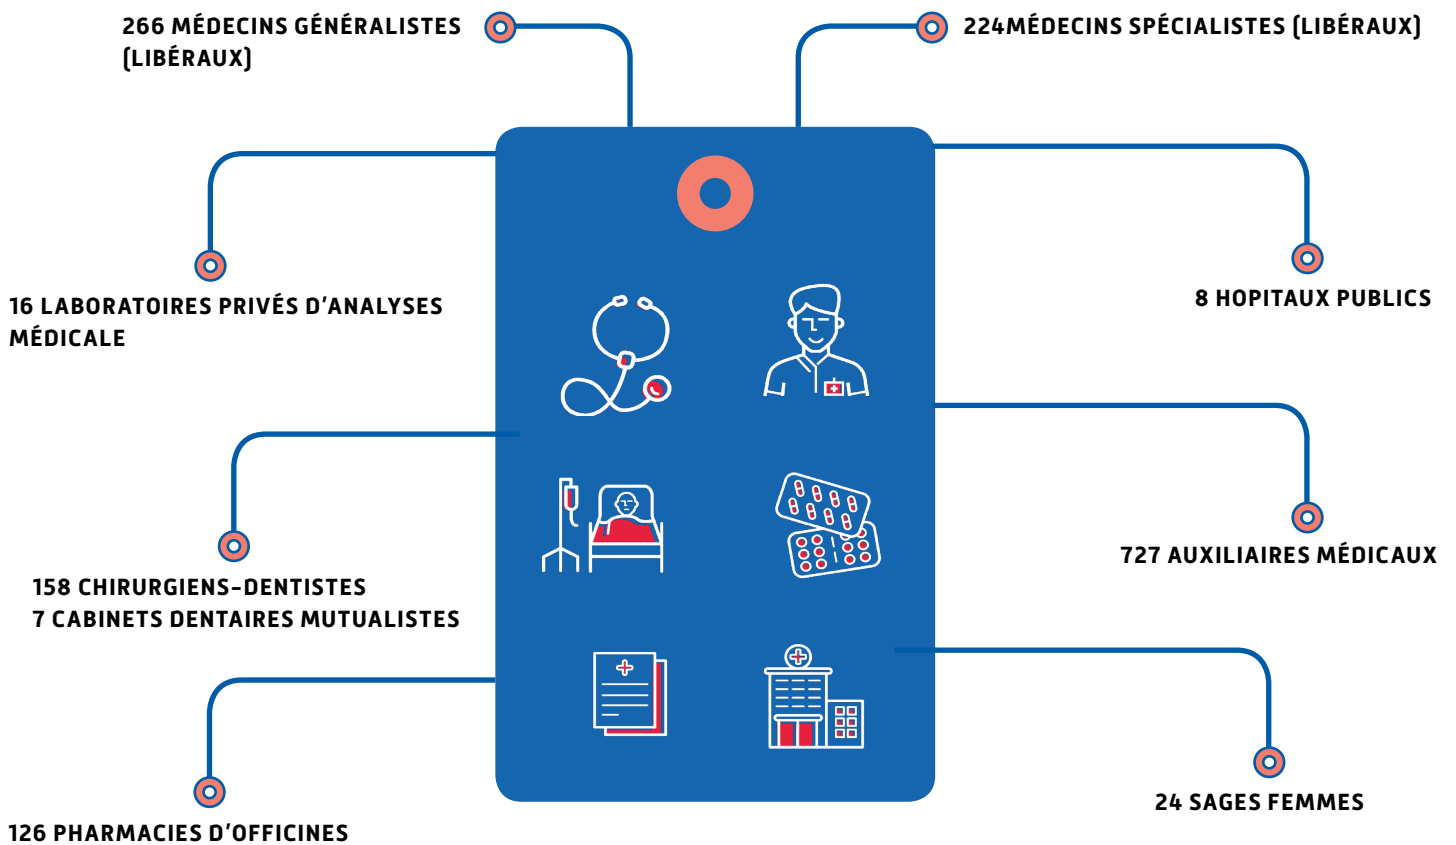 266 MÉDECINS GÉNÉRALISTES
(LIBÉRAUX)
224MÉDECINS SPÉCIALISTES (LIBÉRAUX)
16 LABORATOIRES PRIVÉS D'ANALYSES
MÉDICALE
8 HOPITAUX PUBLICS
158 CHIRURGIENS-DENTISTES
7 CABINETS DENTAIRES MUTUALISTES
727 AUXILIAIRES MÉDICAUX
126 PHARMACIES D'OFFICINES
24 SAGES FEMMES